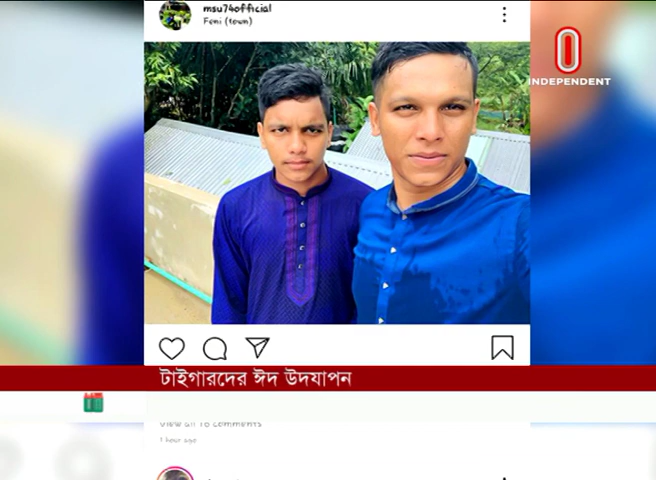 msu74official
Feni (town)
INDEPENDENT
টাইগারদের ঈদ উদযাপন
View all 16 comments
1 hour ago